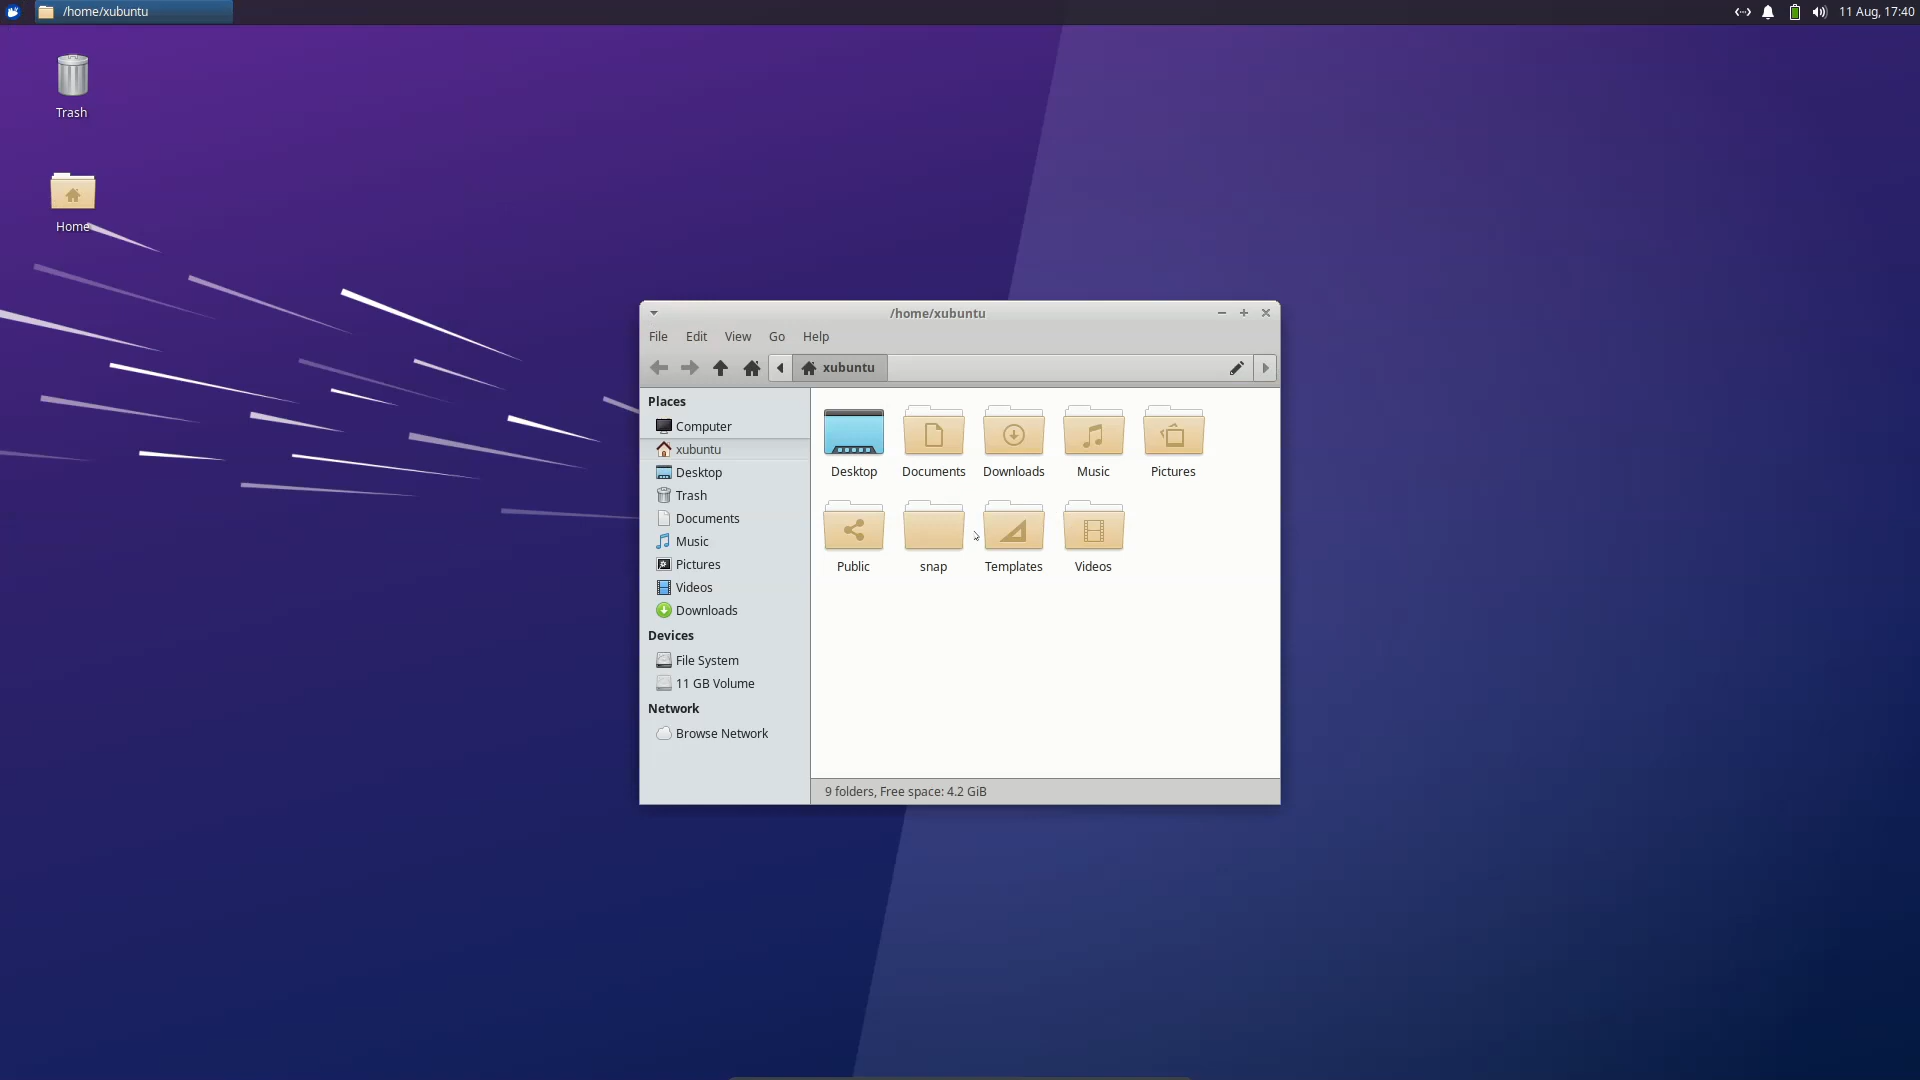 /home/xubuntu
11 Aug, 17:40
Trash
Home
/home/xubuntu
File Edit View Go Help
xubuntu
Places
Computer
xubuntu
Desktop
Trash
Documents
Music
Pictures
Videos
Downloads
Devices
File System
11 GB Volume
Network
Browse Network
Desktop Documents Downloads Music Pictures
Public snap Templates Videos
9 folders, Free space: 4.2 GiB